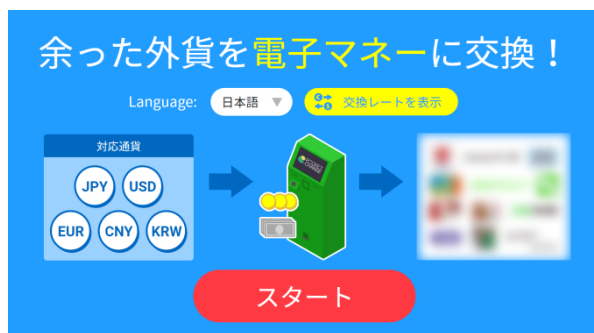 余った外貨を電子マネーに交換！
Language: 日本語 ▼ 交換レートを表示
対応通貨
JPY USD
EUR CNY KRW
POCKET CHANGE
スタート